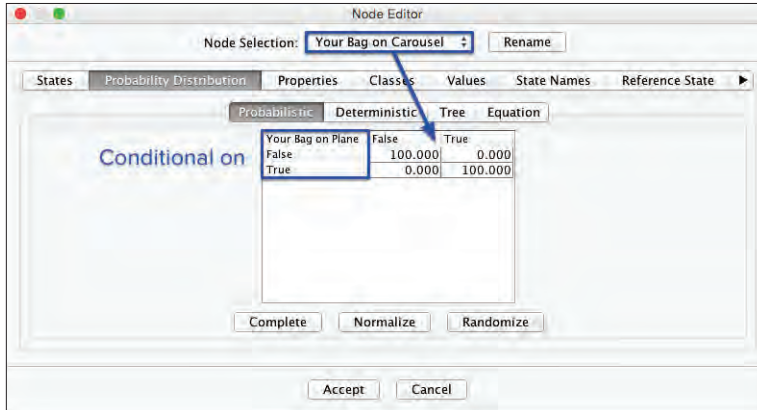 Node Editor
Node Selection: Your Bag on Carousel Rename
States Probability Distribution Properties Classes Values State Names Reference State
Probabilistic Deterministic Tree Equation
Your Bag on Plane False True
False 100.000 0.000
True 0.000 100.000
Conditional on
Complete Normalize Randomize
Accept Cancel